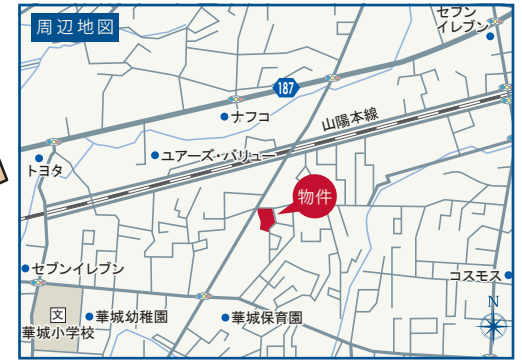 周辺地図
セブン
イレブン
187
ナフコ
山陽本線
ユアーズ・バリュー
トヨタ
物件
セブンイレブン
コスモス
N
文
華城小学校
華城幼稚園
華城保育園